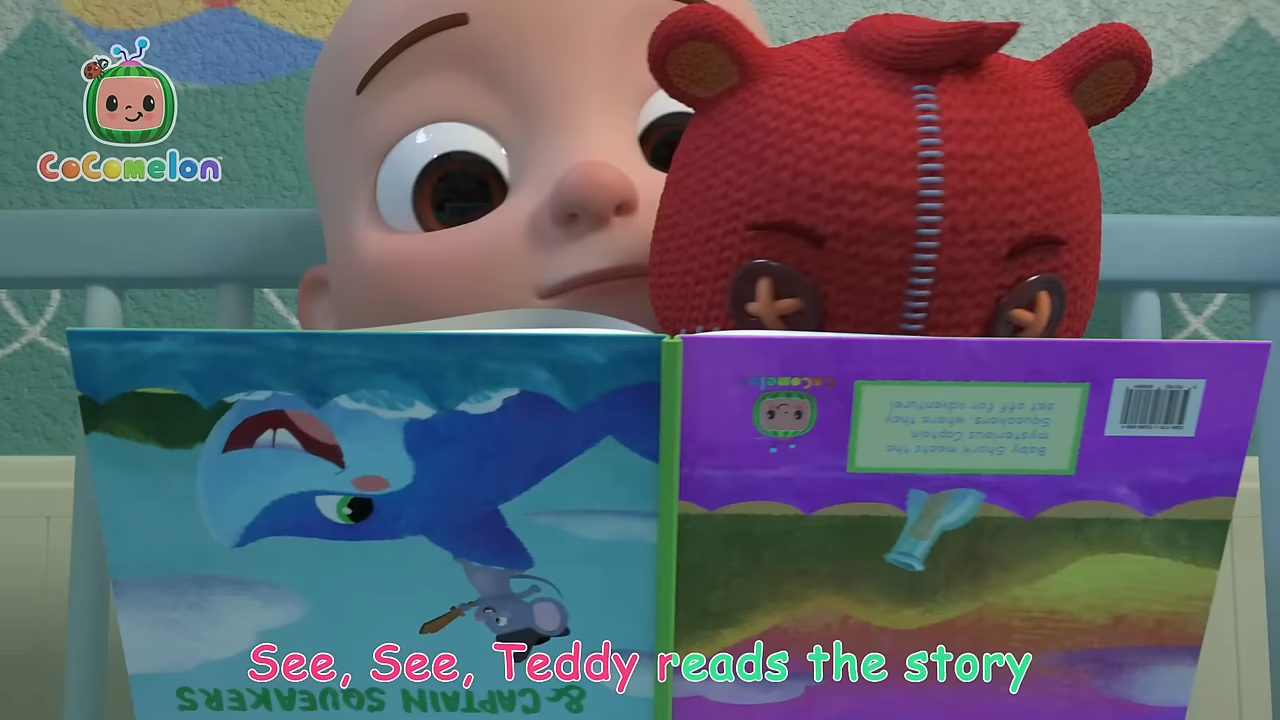 CoComelon
CoComelon
Baby Shark meets the
mysterious Captain
Squeakers where they
set off for adventure!
See, See, Teddy reads the story
& CAPTAIN SQUEAKERS